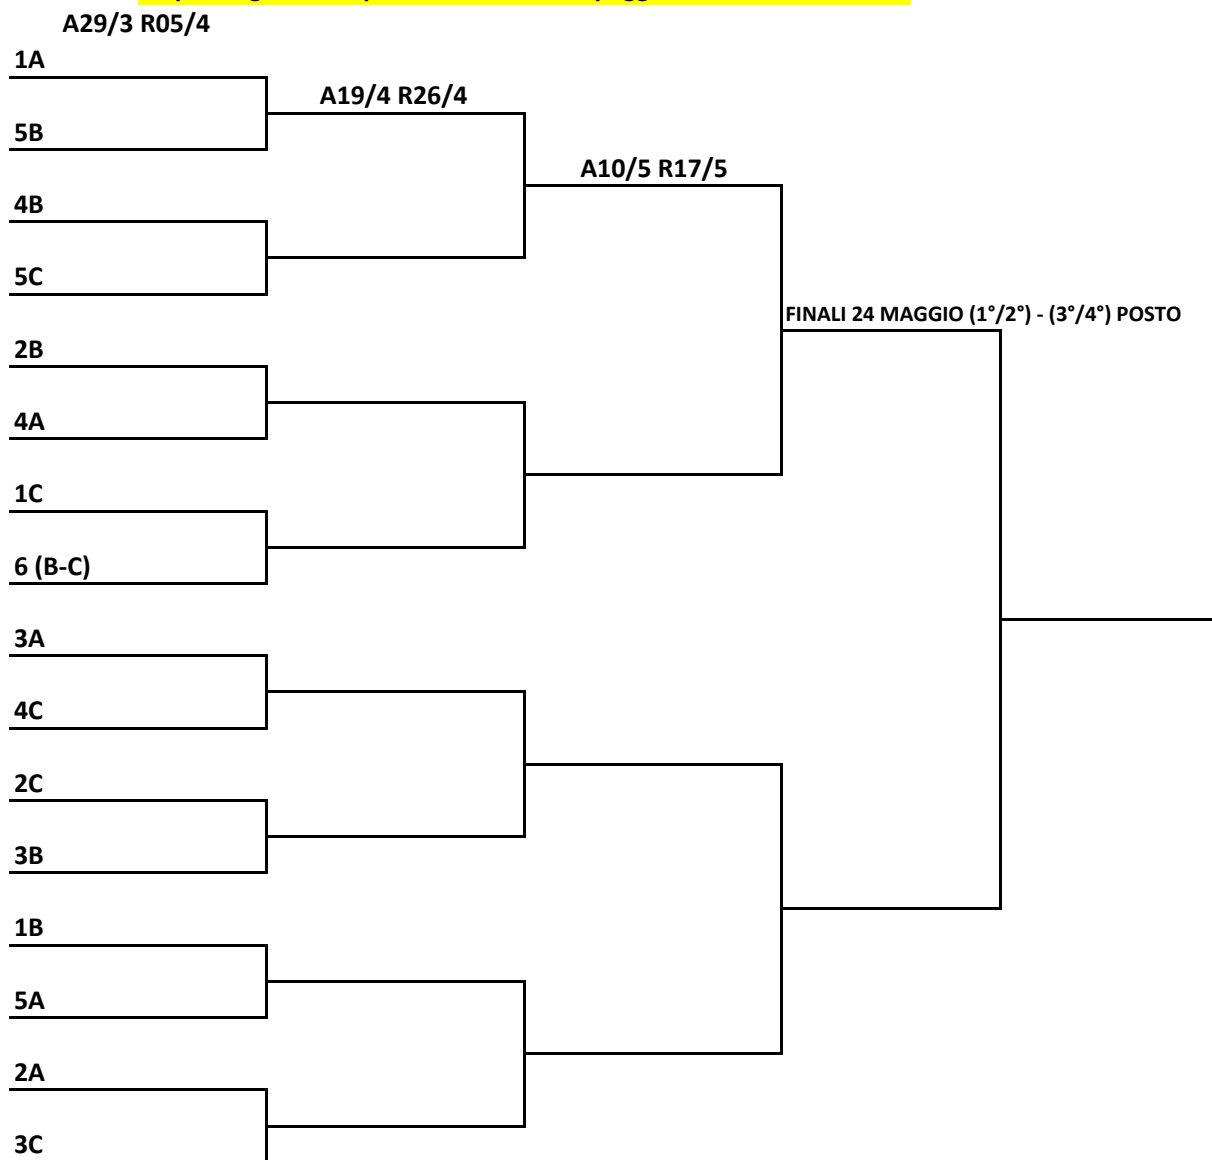 A29/3 R05/4
1A
A19/4 R26/4
5B
A10/5 R17/5
4B
5C
FINALI 24 MAGGIO (1°/2°) - (3°/4°) POSTO
2B
4A
1C
6 (B-C)
3A
4C
2C
3B
1B
5A
2A
3C